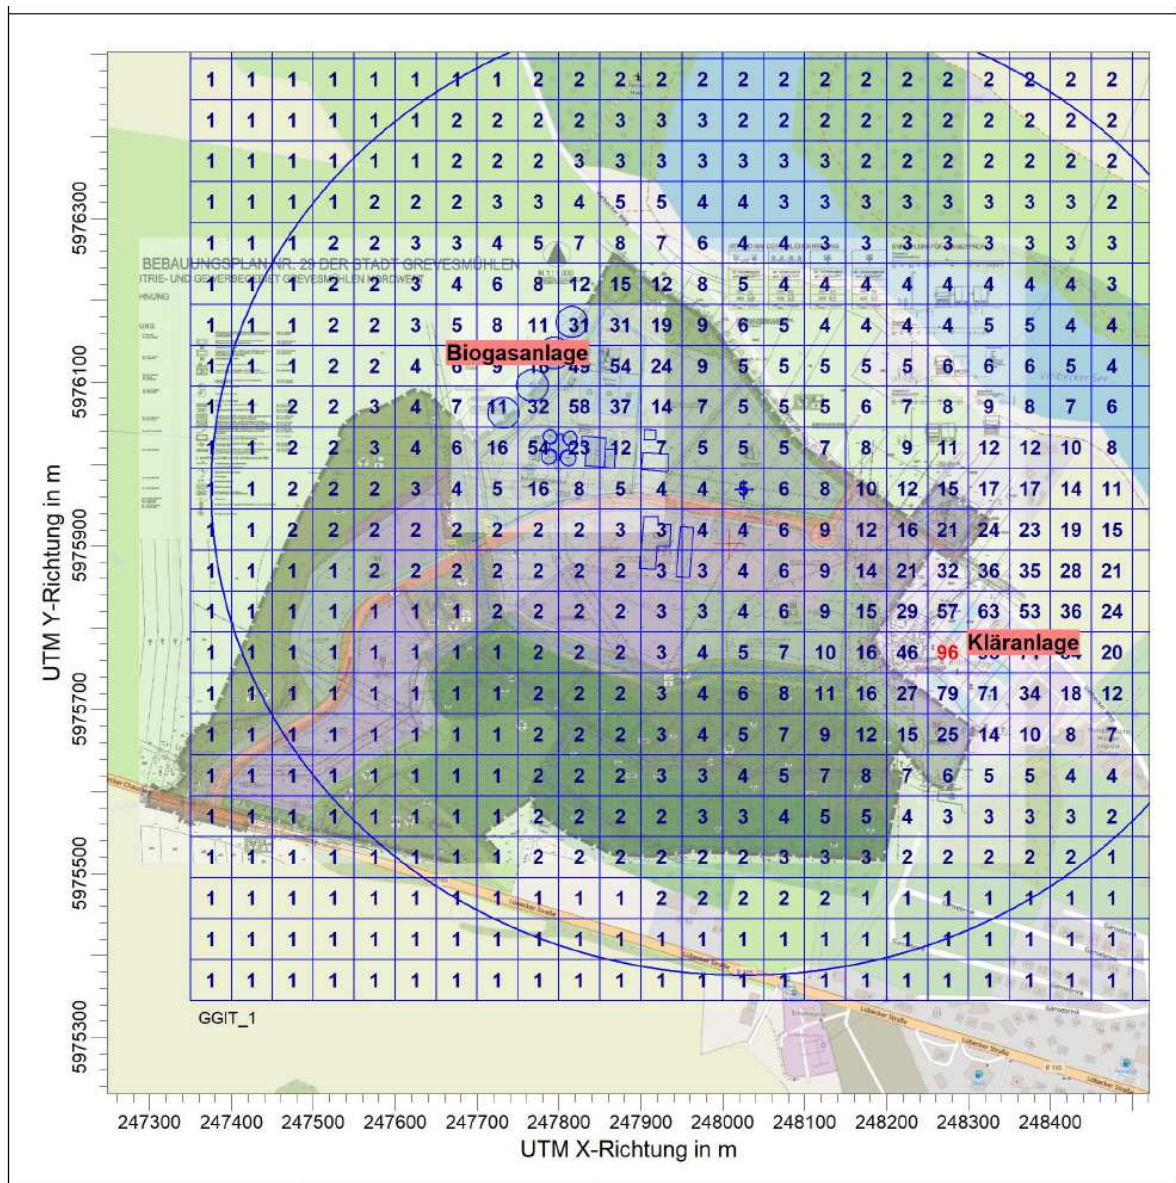 1 1 1 1 1 1 1 1 2 2 2 2 2 2 2 2 2 2 2 2 2 2 2
1 1 1 1 1 1 2 2 2 2 3 3 3 2 2 2 2 2 2 2 2 2 2
1 1 1 1 1 1 2 2 2 3 3 3 3 3 3 3 2 2 2 2 2 2 2
5976300
1 1 1 1 2 2 2 3 3 4 5 5 4 4 3 3 3 3 3 3 3 3 2
1 1 1 2 2 3 3 4 5 7 8 7 6 4 4 3 3 3 3 3 3 3 3
BEBAUUNGSPLAN NR. 29 DER STADT GREVESMÜHLEN
M 1:1.000
1 1 1 2 2 3 4 6 8 12 15 12 8 5 4 4 4 4 4 4 4 4 3
1 1 1 2 2 3 5 8 11 31 31 19 9 6 5 4 4 4 4 5 5 4 4
Biogasanlage
5976100
1 1 1 2 2 4 6 9 16 49 54 24 9 5 5 5 5 5 6 6 6 5 4
Vielbecker See
1 1 2 2 3 4 7 11 32 58 37 14 7 5 5 5 6 7 8 9 8 7 6
1 1 2 2 3 4 6 16 54 23 12 7 5 5 5 7 8 9 11 12 12 10 8
1 1 2 2 2 3 4 5 16 8 5 4 4 5 6 8 10 12 15 17 17 14 11
5975900
1 1 2 2 2 2 2 2 2 2 3 3 4 4 6 9 12 16 21 24 23 19 15
1 1 1 1 2 2 2 2 2 2 2 3 3 4 6 9 14 21 32 36 35 28 21
1 1 1 1 1 1 1 2 2 2 2 3 3 4 6 9 15 29 57 63 53 36 24
Kläranlage
1 1 1 1 1 1 1 1 2 2 2 3 4 5 7 10 16 46 96 20
5975700
1 1 1 1 1 1 1 1 2 2 2 3 4 6 8 11 16 27 79 71 34 18 12
1 1 1 1 1 1 1 1 2 2 2 3 4 5 7 9 12 15 25 14 10 8 7
1 1 1 1 1 1 1 1 2 2 2 3 3 4 5 7 8 7 6 5 5 4 4
1 1 1 1 1 1 1 1 2 2 2 2 3 3 4 5 5 4 3 3 3 3 2
5975500
1 1 1 1 1 1 1 1 2 2 2 2 2 2 3 3 3 2 2 2 2 2 1
1 1 1 1 1 1 1 1 1 1 1 2 2 2 2 2 1 1 1 1 1 1 1
Lübecker Straße
Gänsebrink
1 1 1 1 1 1 1 1 1 1 1 1 1 1 1 1 1 1 1 1 1 1 1
Lübecker Straße
Gänsebrink
1 1 1 1 1 1 1 1 1 1 1 1 1 1 1 1 1 1 1 1 1 1 1
Gänsebrink
GGIT_1
5975300
Lübecker Straße
Lübecker Straße
B 105
Lübecker Straße
UTM Y-Richtung in m
247300 247400 247500 247600 247700 247800 247900 248000 248100 248200 248300 248400
UTM X-Richtung in m